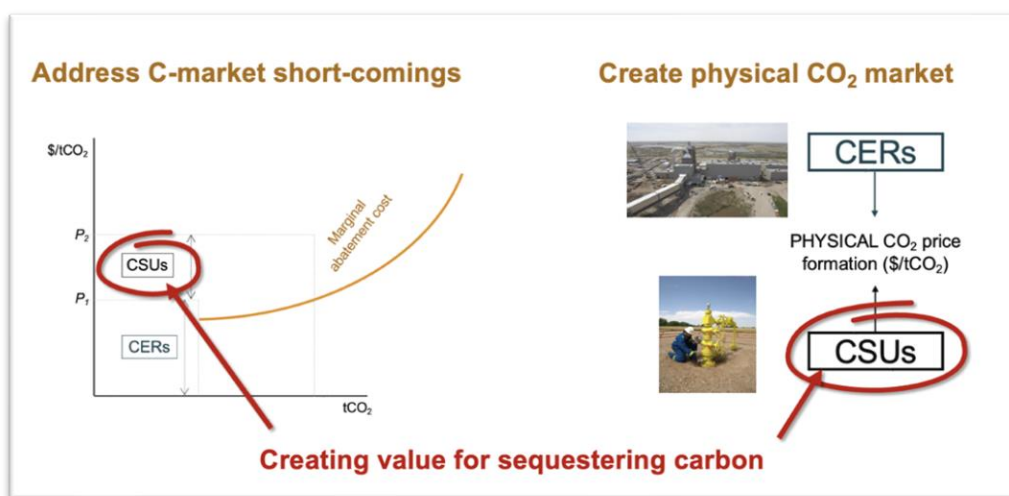 Address C-market short-comings
$/tCO₂
P₂
CSUs
P₁
CERs
Marginal
abatement cost
tCO₂
Create physical CO₂ market
CERs
PHYSICAL CO₂ price
formation ($/tCO₂)
CSUs
Creating value for sequestering carbon